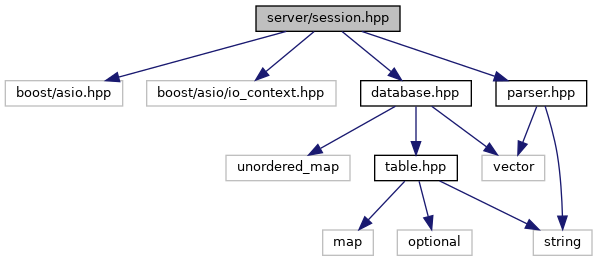 server/session.hpp
boost/asio.hpp
boost/asio/io_context.hpp
database.hpp
parser.hpp
unordered_map
table.hpp
vector
map
optional
string